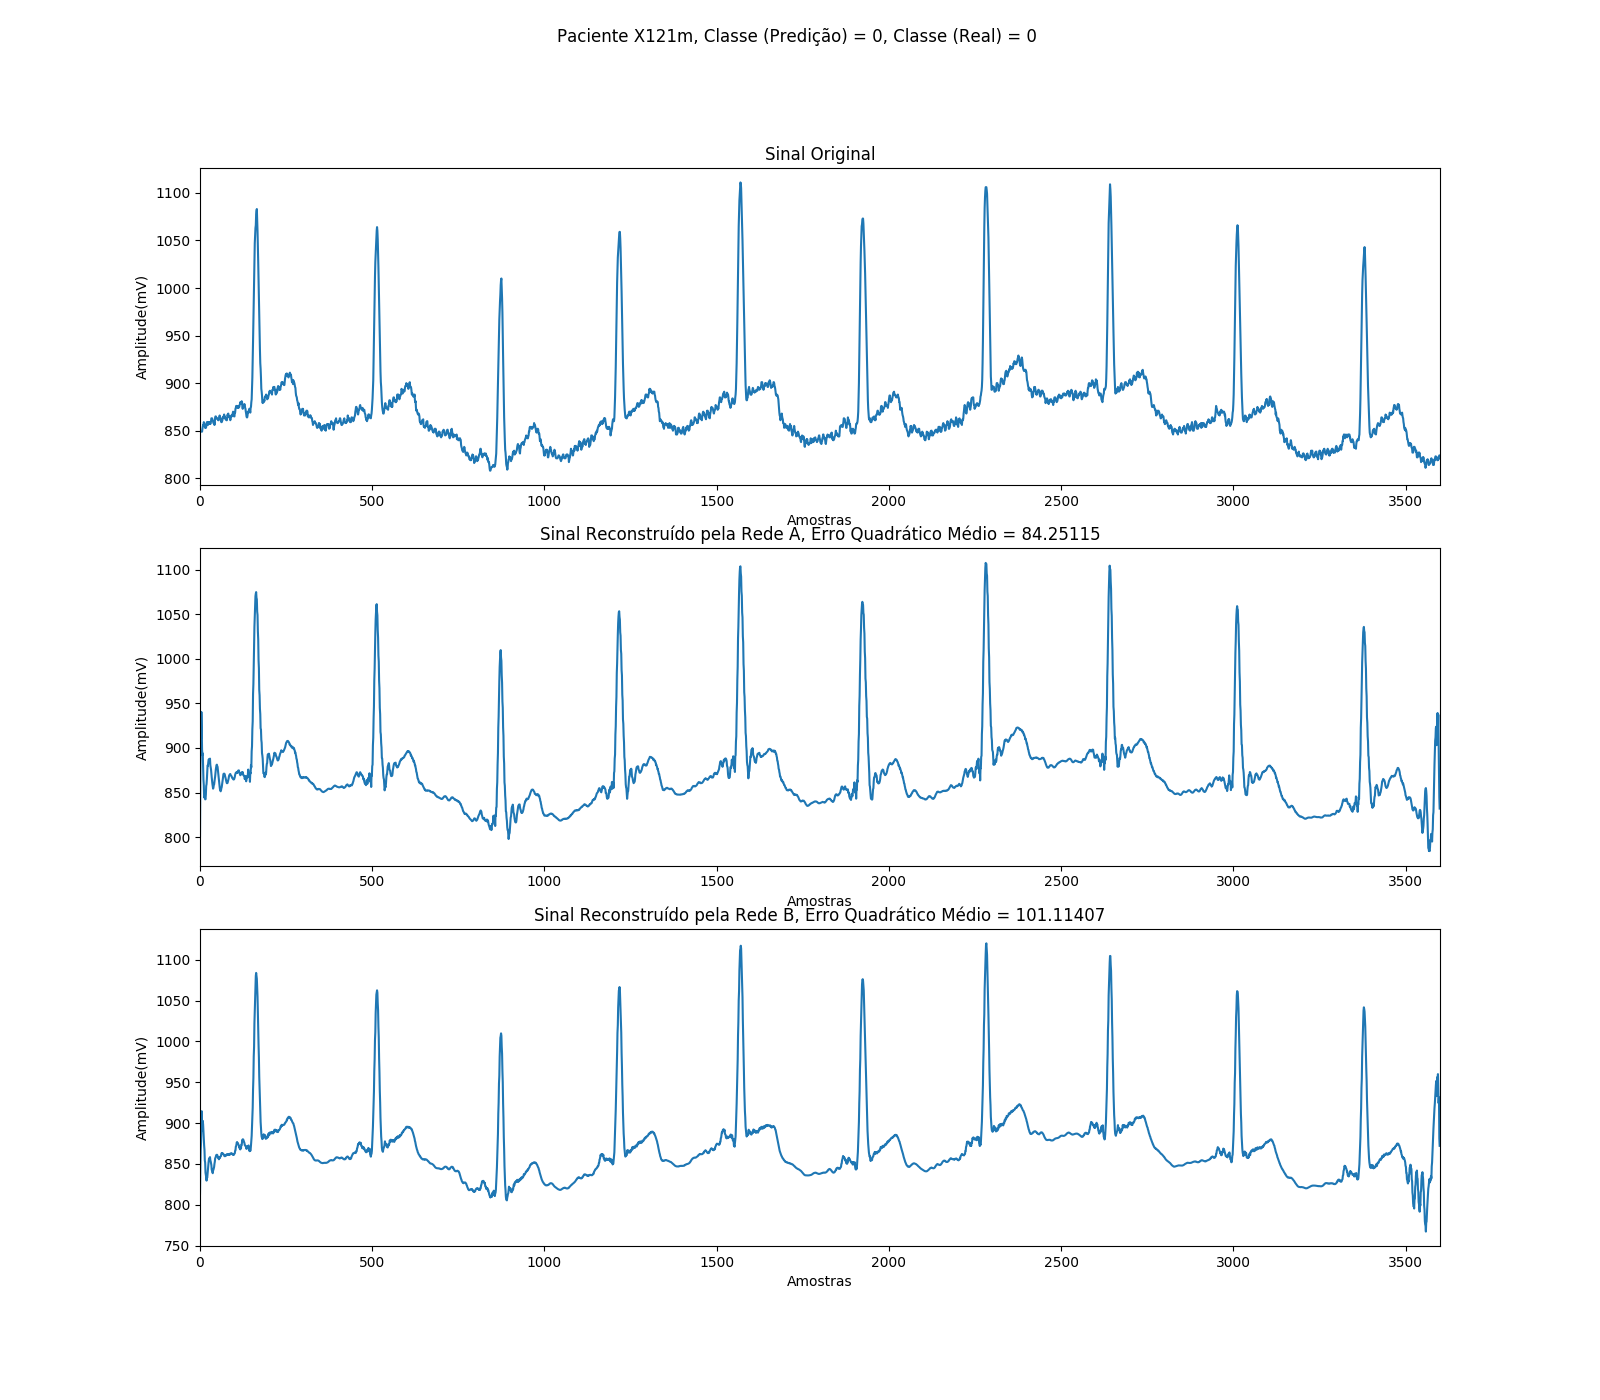 Paciente X121m, Classe (Predição) = 0, Classe (Real) = 0
Sinal Original
1100
1050
1000
950
900
850
800
Amplitude(mV)
0 500 1000 1500 2000 2500 3000 3500
Amostras
Sinal Reconstruído pela Rede A, Erro Quadrático Médio = 84.25115
1100
1050
1000
950
900
850
800
Amplitude(mV)
0 500 1000 1500 2000 2500 3000 3500
Amostras
Sinal Reconstruído pela Rede B, Erro Quadrático Médio = 101.11407
1100
1050
1000
950
900
850
800
750
Amplitude(mV)
0 500 1000 1500 2000 2500 3000 3500
Amostras